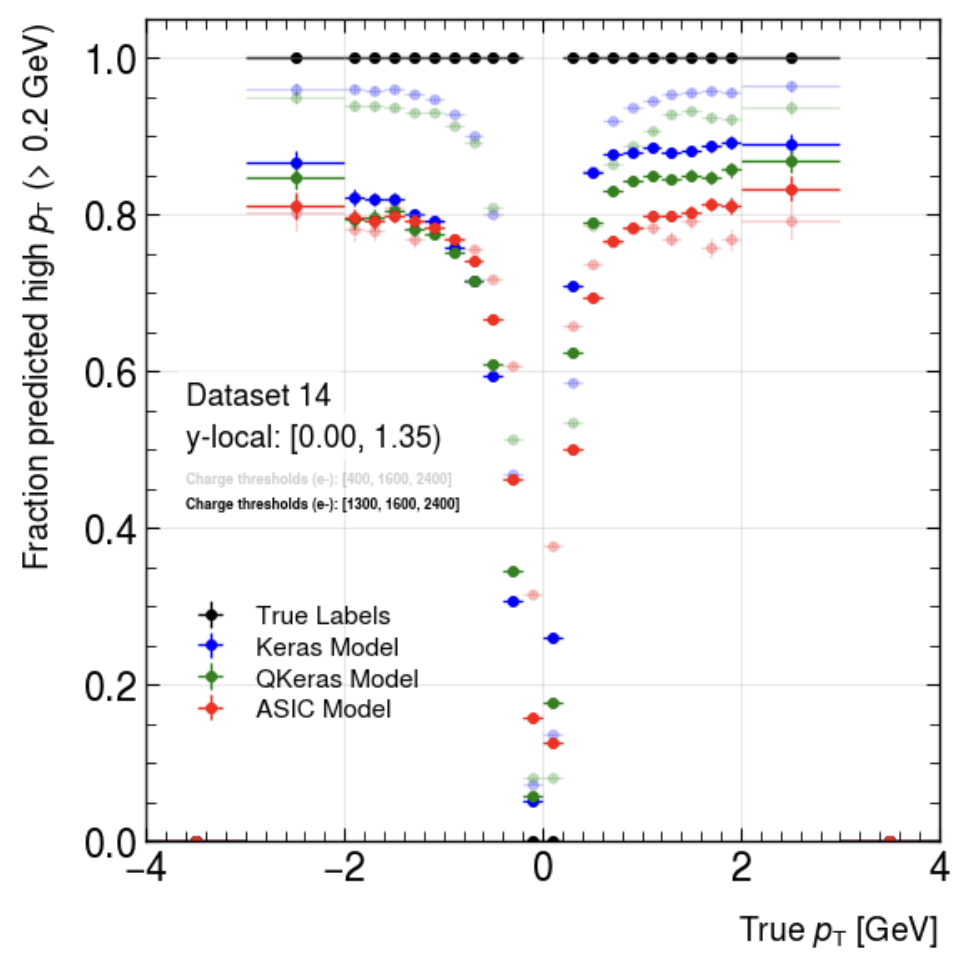 Fraction predicted high pT (> 0.2 GeV)
1.0
0.8
0.6
0.4
0.2
0.0
Dataset 14
y-local: [0.00, 1.35)
Charge thresholds (e-): [400, 1600, 2400]
Charge thresholds (e-): [1300, 1600, 2400]
True Labels
Keras Model
QKeras Model
ASIC Model
−4 −2 0 2 4
True pT [GeV]